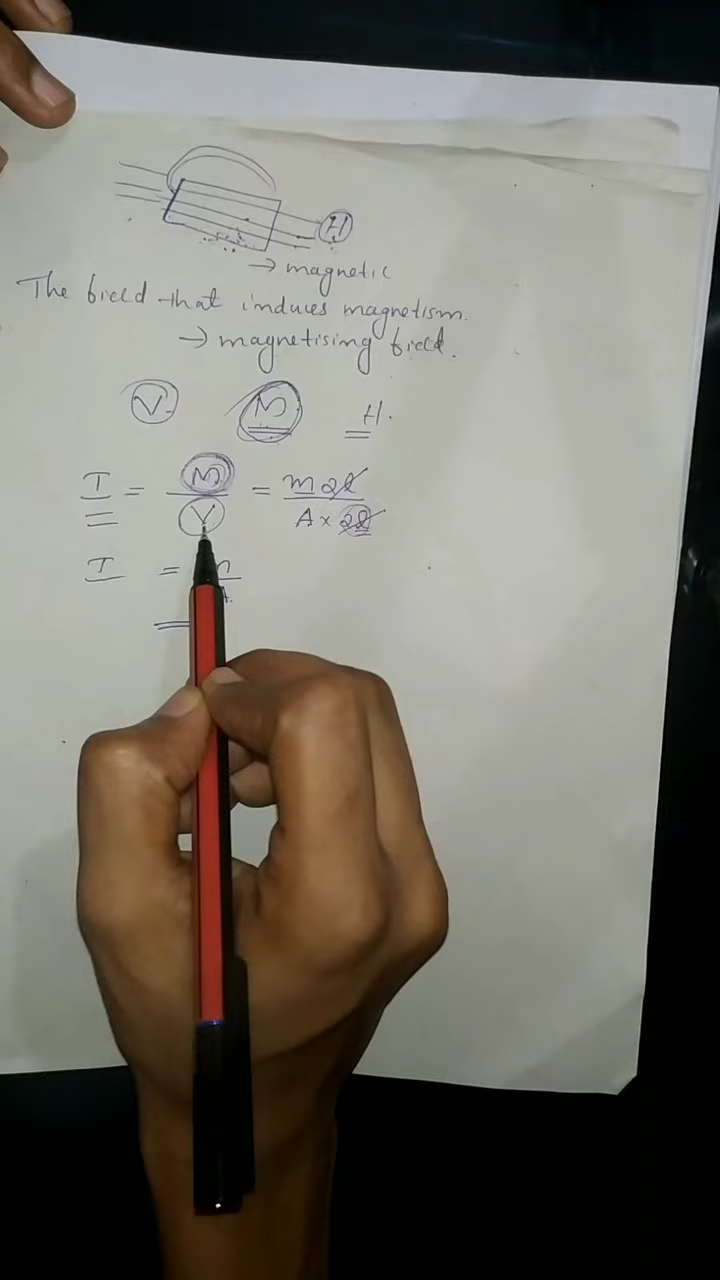 H
→ magnetic
The field that induces magnetism.
→ magnetising field.
V M H.
I = M/V = m2l/A × 2l
I =